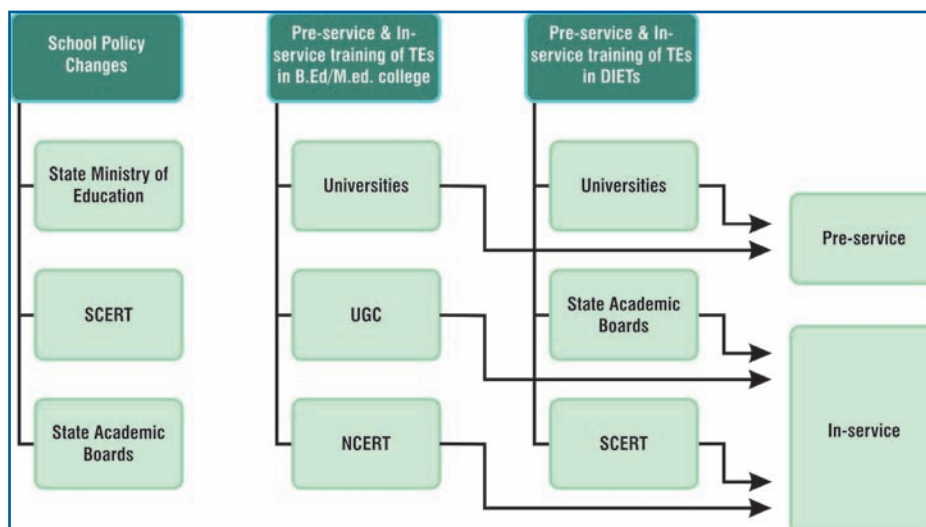 School Policy
Changes
Pre-service & In-
service training of TEs
in B.Ed/M.ed. college
Pre-service & In-
service training of TEs
in DIETs
State Ministry of
Education
Universities
Universities
Pre-service
SCERT
UGC
State Academic
Boards
In-service
State Academic
Boards
NCERT
SCERT